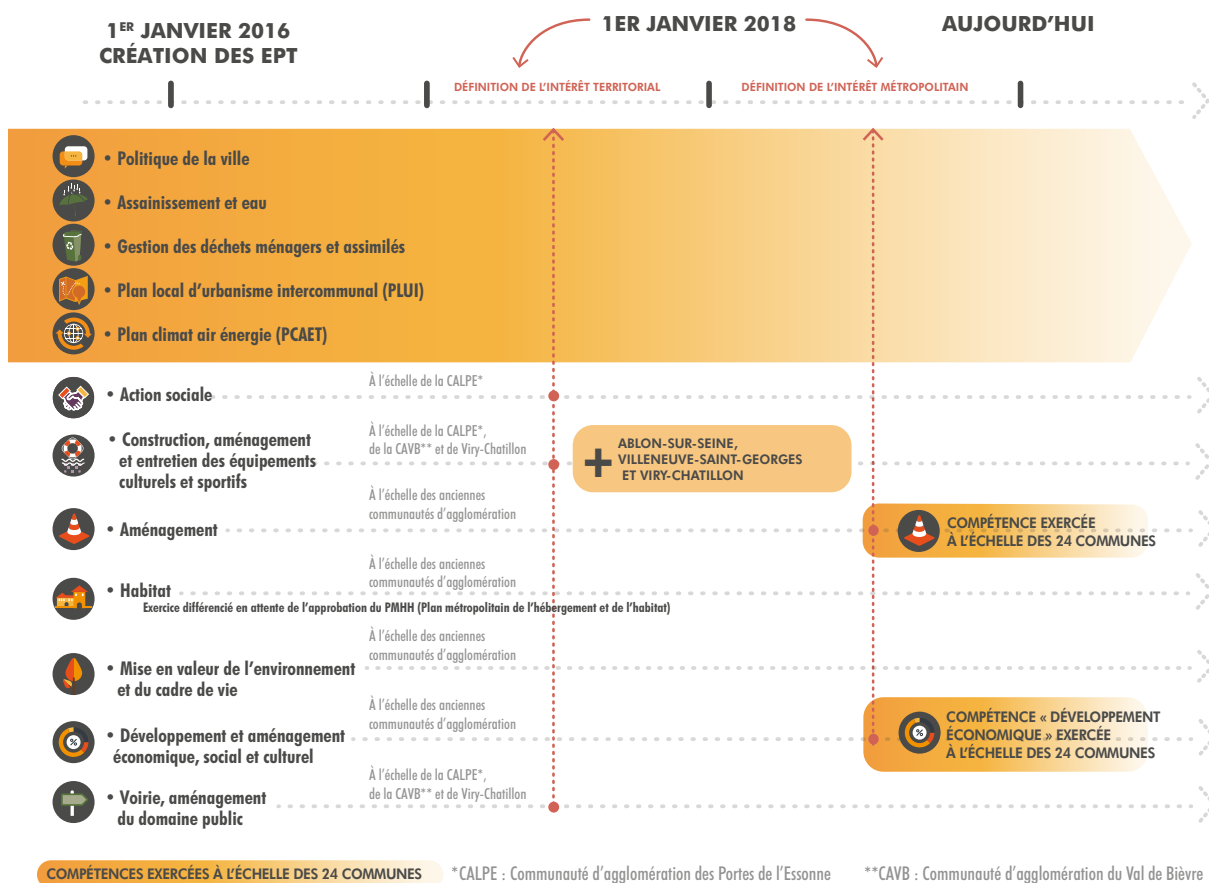 1ER JANVIER 2016
CRÉATION DES EPT
1ER JANVIER 2018
AUJOURD'HUI
DÉFINITION DE L'INTÉRÊT TERRITORIAL
DÉFINITION DE L'INTÉRÊT MÉTROPOLITAIN
• Politique de la ville
• Assainissement et eau
• Gestion des déchets ménagers et assimilés
• Plan local d'urbanisme intercommunal (PLUI)
• Plan climat air énergie (PCAET)
• Action sociale
À l'échelle de la CALPE*
• Construction, aménagement
et entretien des équipements
culturels et sportifs
À l'échelle de la CALPE*,
de la CAVB** et de Viry-Chatillon
+ ABLON-SUR-SEINE,
VILLENEUVE-SAINT-GEORGES
ET VIRY-CHATILLON
• Aménagement
À l'échelle des anciennes
communautés d'agglomération
COMPÉTENCE EXERCÉE
À L'ÉCHELLE DES 24 COMMUNES
• Habitat
Exercice différencié en attente de l'approbation du PMHH (Plan métropolitain de l'hébergement et de l'habitat)
À l'échelle des anciennes
communautés d'agglomération
• Mise en valeur de l'environnement
et du cadre de vie
À l'échelle des anciennes
communautés d'agglomération
• Développement et aménagement
économique, social et culturel
À l'échelle des anciennes
communautés d'agglomération
%
%
COMPÉTENCE « DÉVELOPPEMENT
ÉCONOMIQUE » EXERCÉE
À L'ÉCHELLE DES 24 COMMUNES
• Voirie, aménagement
du domaine public
À l'échelle de la CALPE*,
de la CAVB** et de Viry-Chatillon
COMPÉTENCES EXERCÉES À L'ÉCHELLE DES 24 COMMUNES
*CALPE : Communauté d'agglomération des Portes de l'Essonne
**CAVB : Communauté d'agglomération du Val de Bièvre